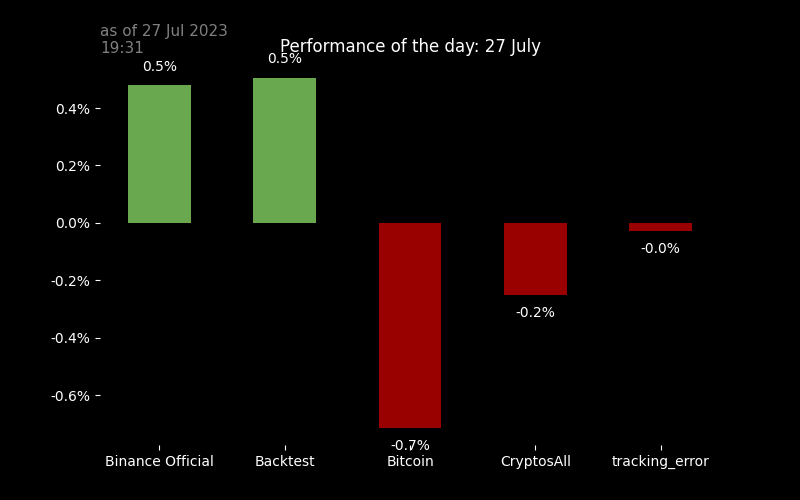 as of 27 Jul 2023
19:31
Performance of the day: 27 July
0.5%
0.5%
0.4%
0.2%
0.0%
-0.2%
-0.4%
-0.6%
-0.7%
-0.2%
-0.0%
Binance Official
Backtest
Bitcoin
CryptosAll
tracking_error